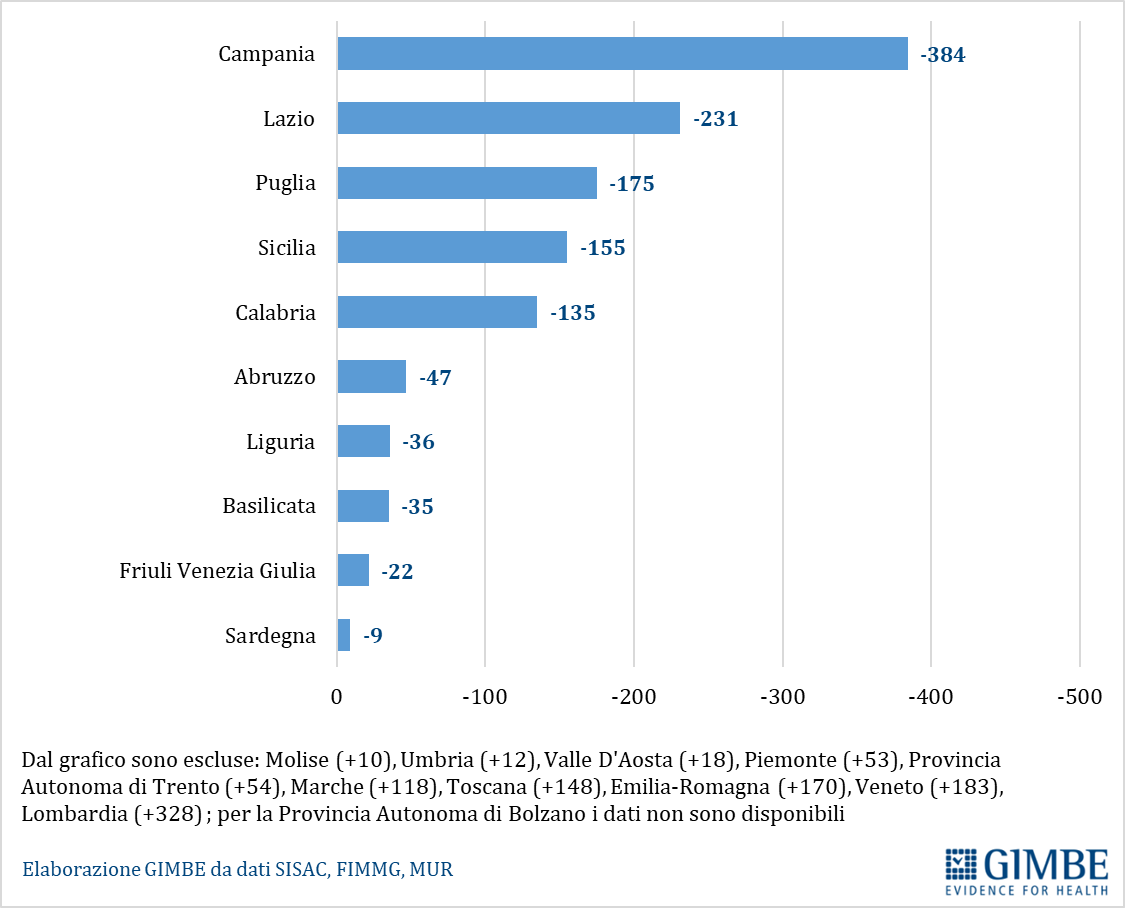 Campania
-384
Lazio
-231
Puglia
-175
Sicilia
-155
Calabria
-135
Abruzzo
-47
Liguria
-36
Basilicata
-35
Friuli Venezia Giulia
-22
Sardegna
-9
0 -100 -200 -300 -400 -500
Dal grafico sono escluse: Molise (+10), Umbria (+12), Valle D'Aosta (+18), Piemonte (+53), Provincia
Autonoma di Trento (+54), Marche (+118), Toscana (+148), Emilia-Romagna (+170), Veneto (+183),
Lombardia (+328) ; per la Provincia Autonoma di Bolzano i dati non sono disponibili
Elaborazione GIMBE da dati SISAC, FIMMG, MUR
GIMBE
EVIDENCE FOR HEALTH